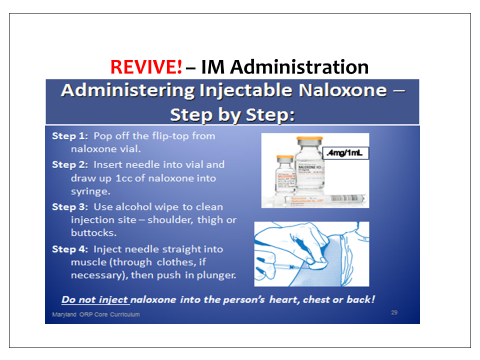 REVIVE! – IM Administration
Administering Injectable Naloxone –
Step by Step:
Step 1: Pop off the flip-top from
naloxone vial.
Step 2: Insert needle into vial and
draw up 1cc of naloxone into
syringe.
Step 3: Use alcohol wipe to clean
injection site – shoulder, thigh or
buttocks.
Step 4: Inject needle straight into
muscle (through clothes, if
necessary), then push in plunger.
.4mg/1mL
Do not inject naloxone into the person's heart, chest or back!
Maryland ORP Core Curriculum
29